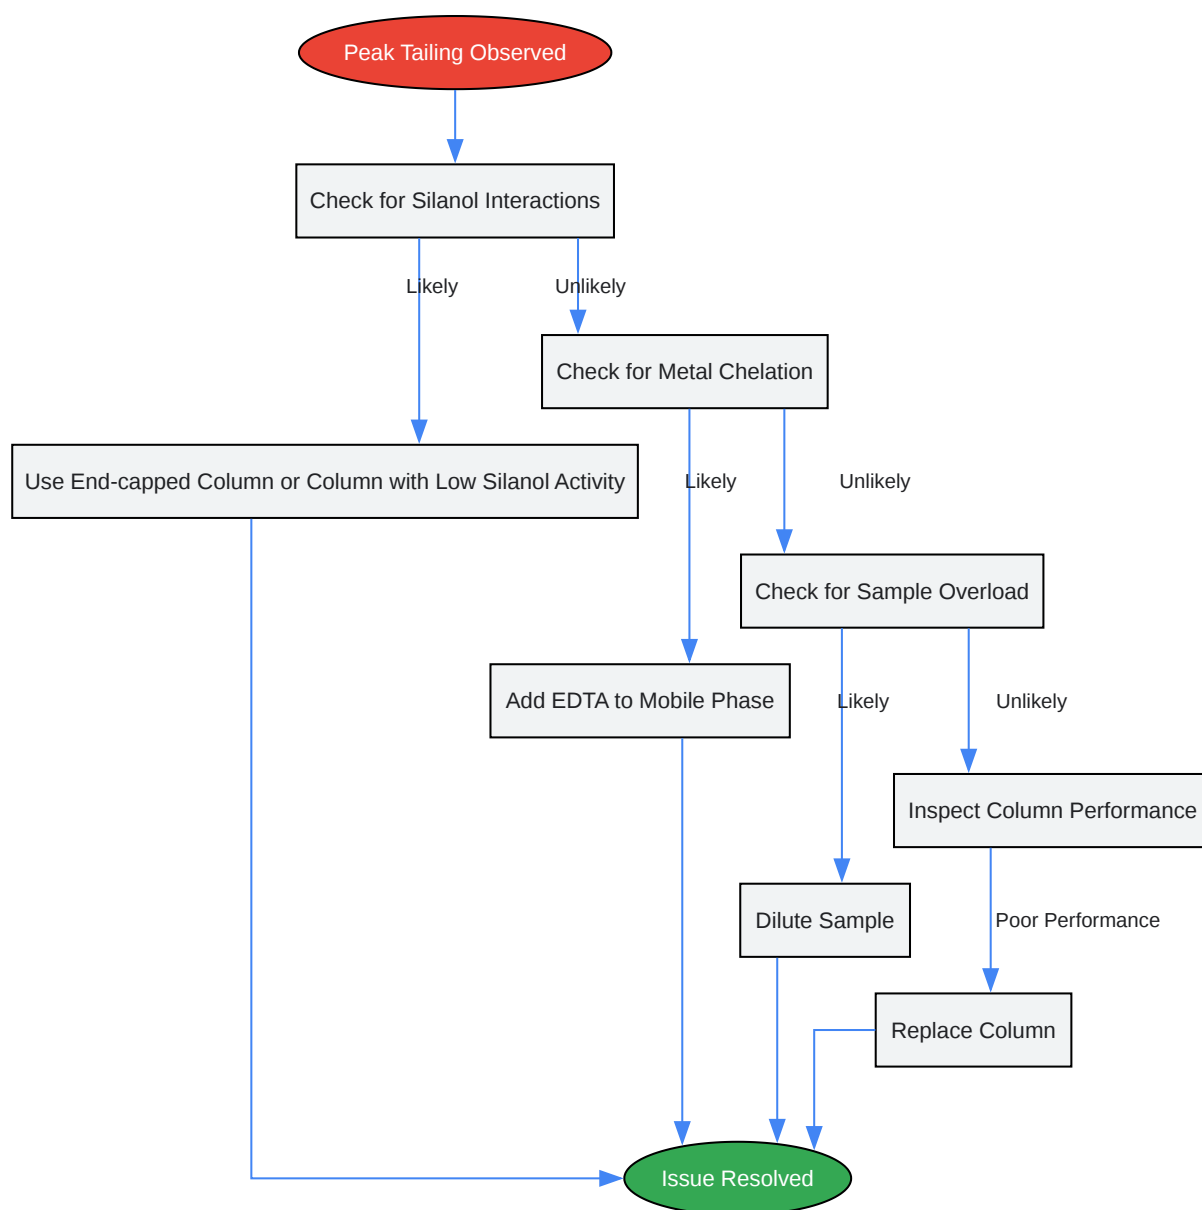 Peak Tailing Observed
Check for Silanol Interactions
Likely
Unlikely
Check for Metal Chelation
Use End-capped Column or Column with Low Silanol Activity
Likely
Unlikely
Check for Sample Overload
Add EDTA to Mobile Phase
Likely
Unlikely
Inspect Column Performance
Dilute Sample
Poor Performance
Replace Column
Issue Resolved